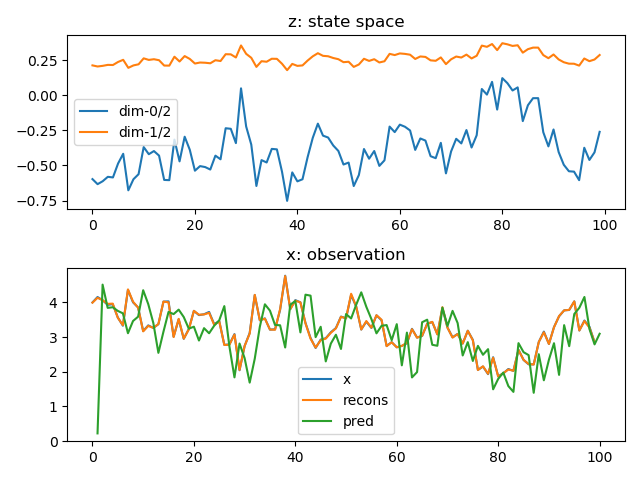 z: state space
0.25
0.00
−0.25
−0.50
−0.75
dim-0/2
dim-1/2
0 20 40 60 80 100
x: observation
4
3
2
1
0
x
recons
pred
0 20 40 60 80 100